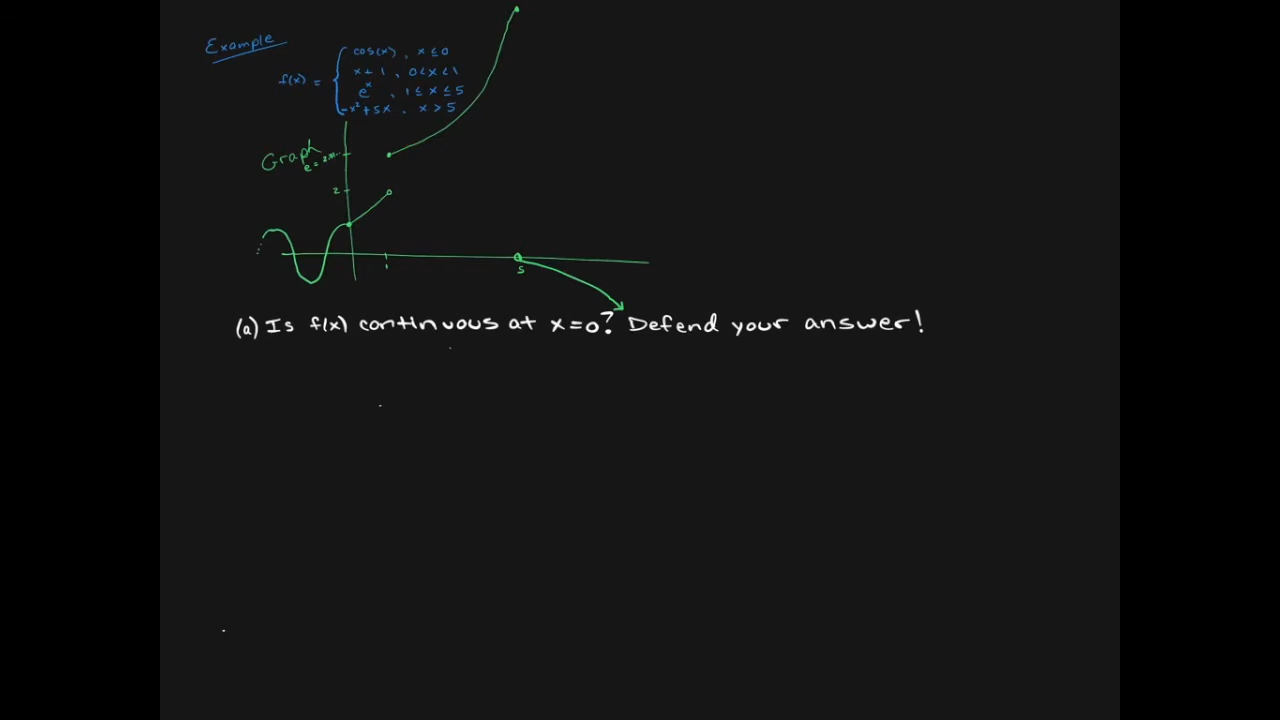 Example
cos(x) , x ≤ 0
f(x) = x + 1 , 0 < x < 1
e^x , 1 ≤ x ≤ 5
-x² + 5x , x > 5
Graph
e =
2
1
5
(a) Is f(x) continuous at x = 0? Defend your answer!